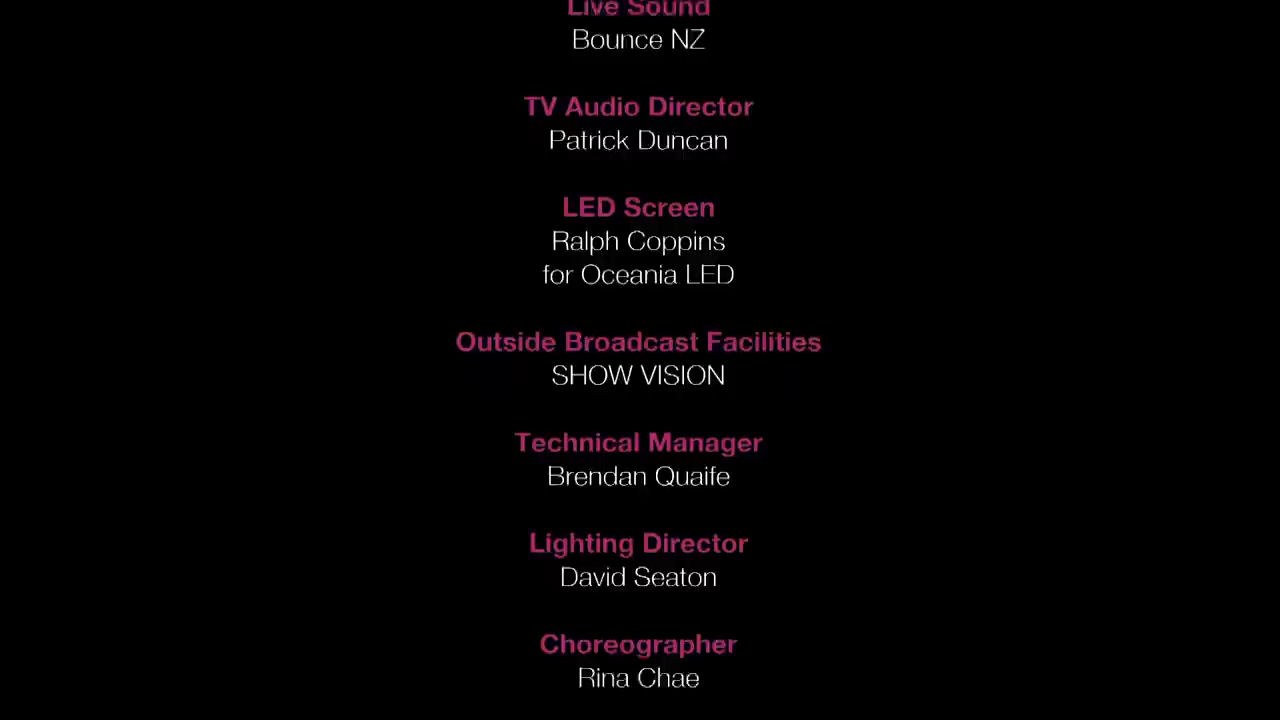 Live Sound
Bounce NZ
TV Audio Director
Patrick Duncan
LED Screen
Ralph Coppins
for Oceania LED
Outside Broadcast Facilities
SHOW VISION
Technical Manager
Brendan Quaife
Lighting Director
David Seaton
Choreographer
Rina Chae